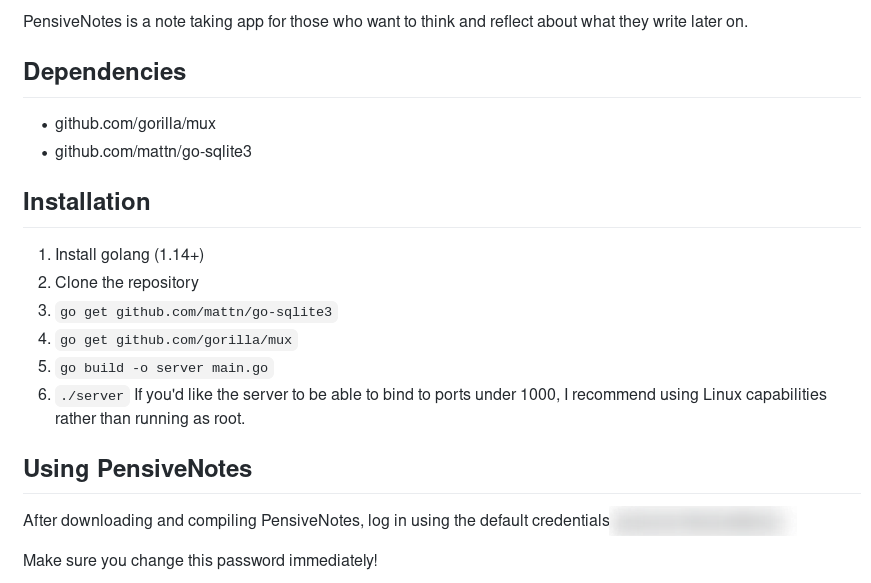 PensiveNotes is a note taking app for those who want to think and reflect about what they write later on.
Dependencies
• github.com/gorilla/mux
• github.com/mattn/go-sqlite3
Installation
1. Install golang (1.14+)
2. Clone the repository
3. go get github.com/mattn/go-sqlite3
4. go get github.com/gorilla/mux
5. go build -o server main.go
6. ./server If you'd like the server to be able to bind to ports under 1000, I recommend using Linux capabilities
rather than running as root.
Using PensiveNotes
After downloading and compiling PensiveNotes, log in using the default credentials
Make sure you change this password immediately!